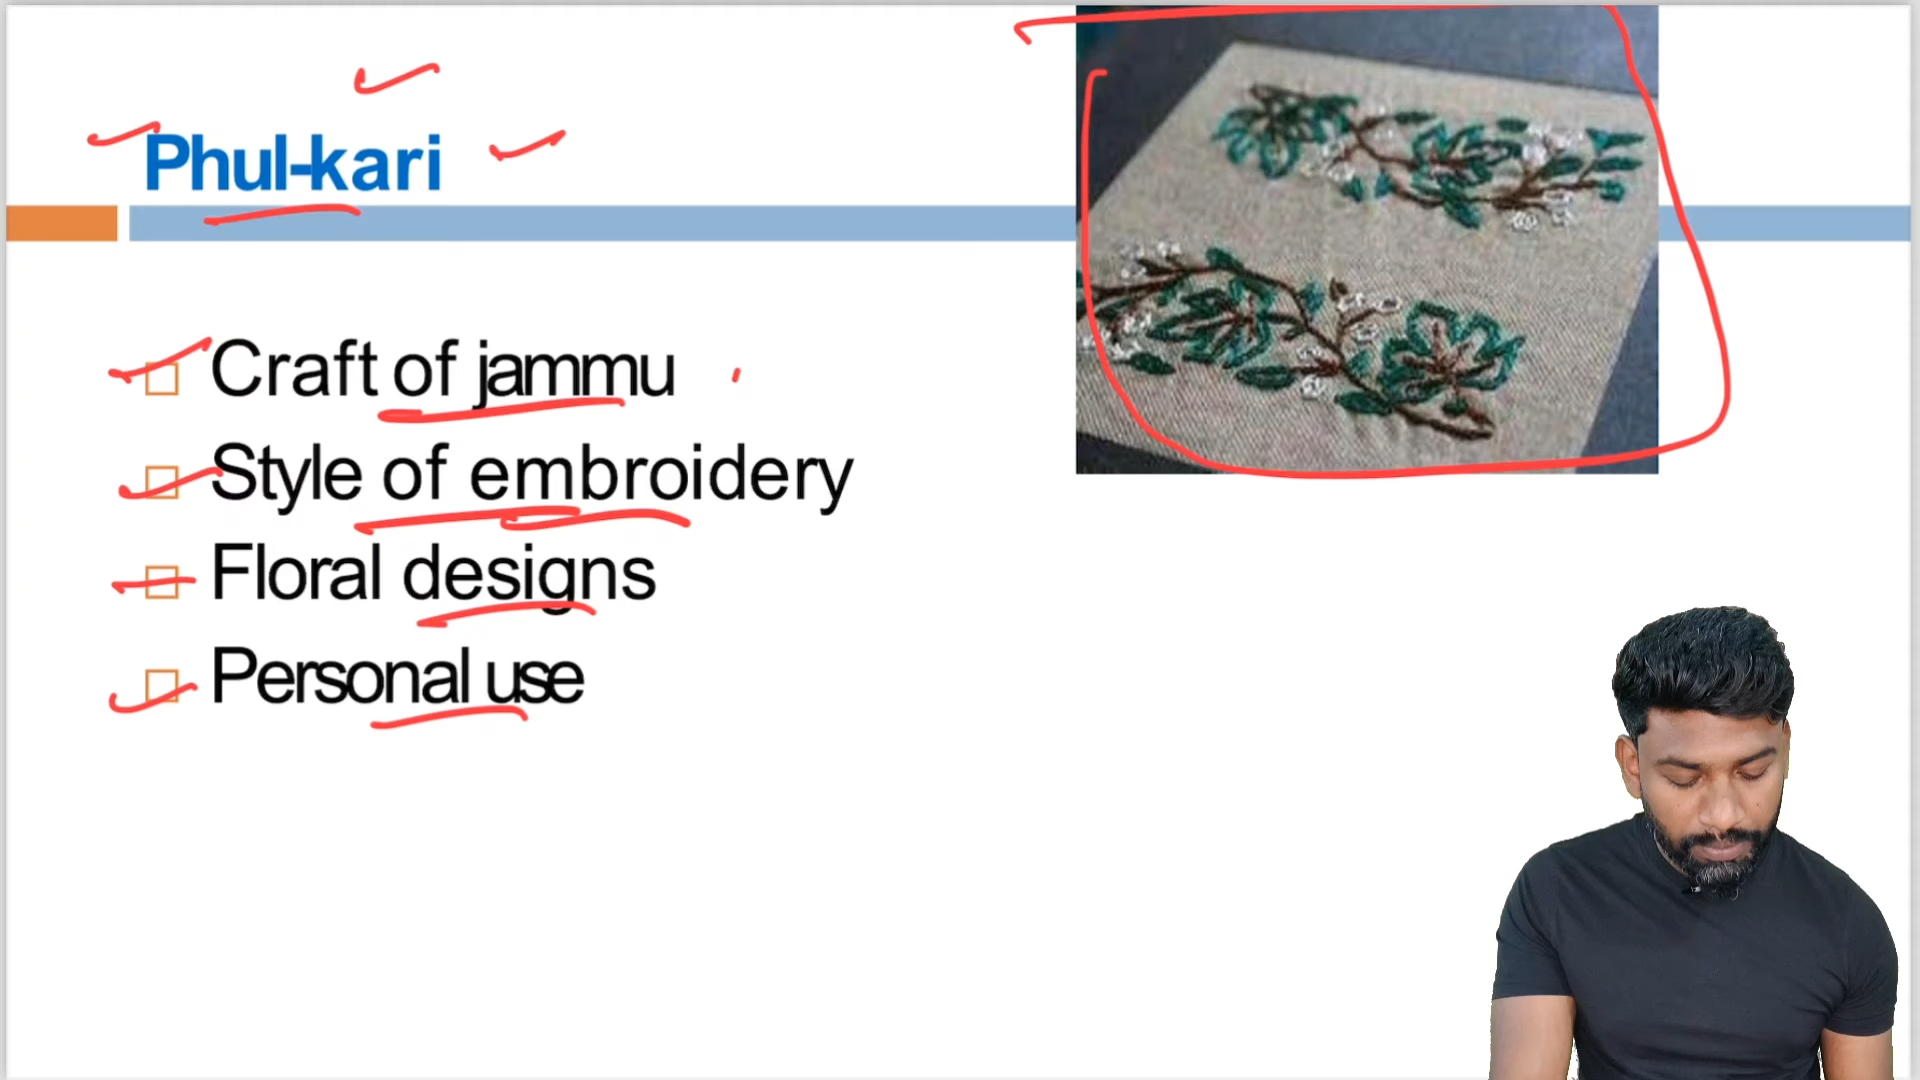 Phul-kari
Craft of jammu
Style of embroidery
Floral designs
Personal use